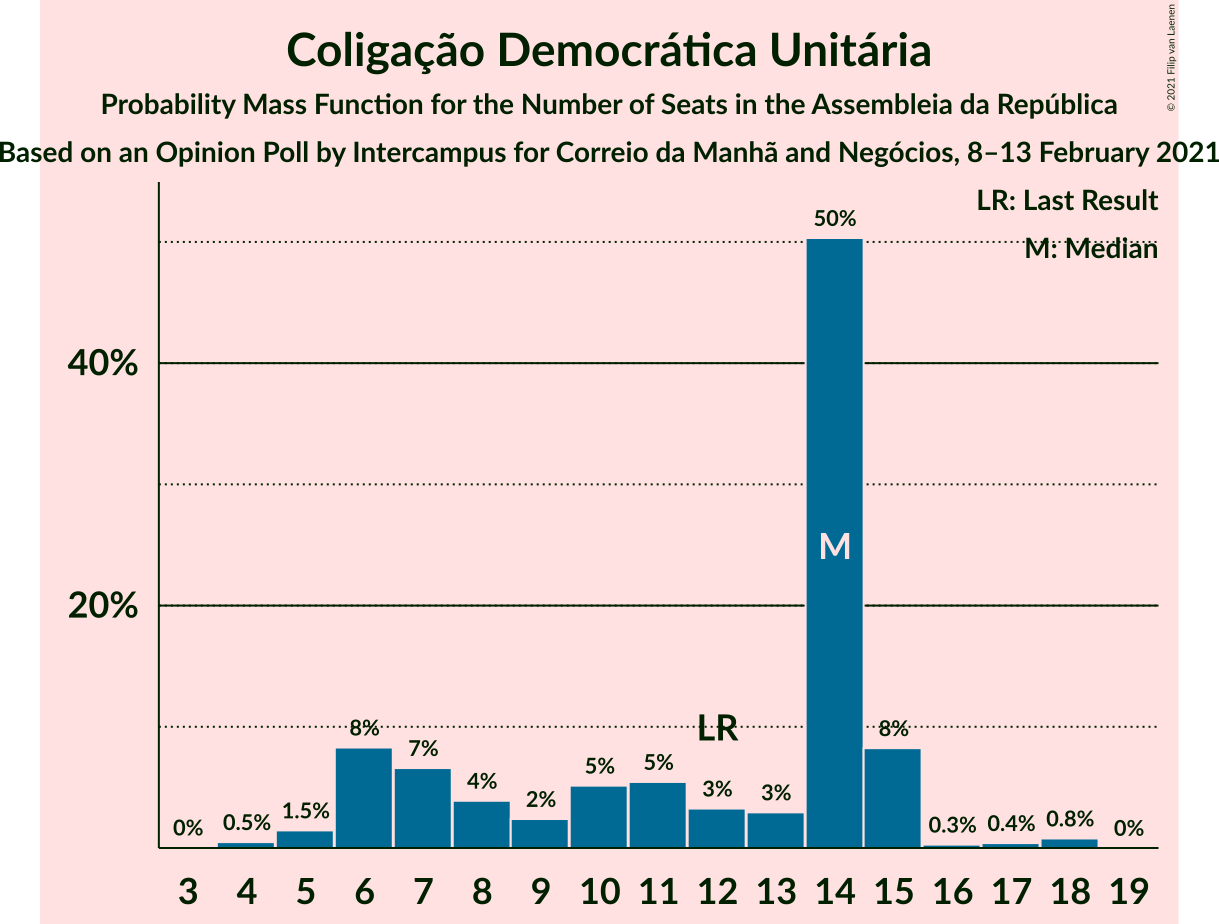 Coligação Democrática Unitária
Probability Mass Function for the Number of Seats in the Assembleia da República
Based on an Opinion Poll by Intercampus for Correio da Manhã and Negócios, 8–13 February 2021
© 2021 Filip van Laenen
LR: Last Result
M: Median
40%
20%
0%
0.5%
1.5%
8%
7%
4%
2%
5%
5%
3%
3%
50%
8%
0.3%
0.4%
0.8%
0%
LR
M
3 4 5 6 7 8 9 10 11 12 13 14 15 16 17 18 19